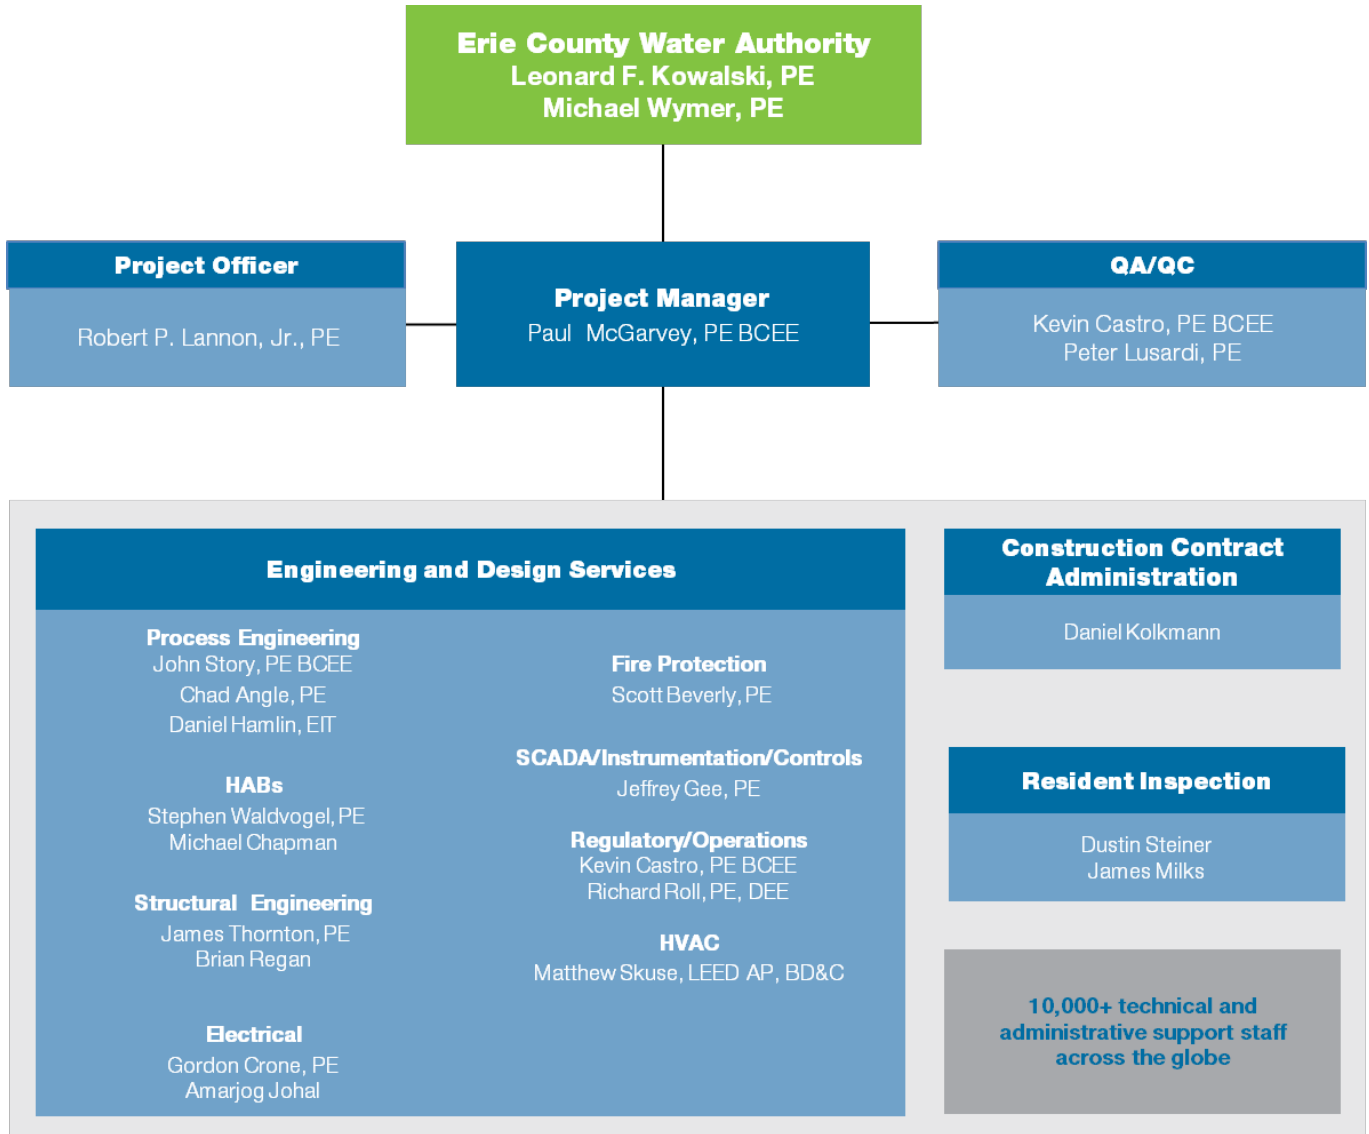 Erie County Water Authority
Leonard F. Kowalski, PE
Michael Wymer, PE
Project Officer
Robert P. Lannon, Jr., PE
Project Manager
Paul McGarvey, PE BCEE
QA/QC
Kevin Castro, PE BCEE
Peter Lusardi, PE
Engineering and Design Services
Process Engineering
John Story, PE BCEE
Chad Angle, PE
Daniel Hamlin, EIT
HABs
Stephen Waldvogel, PE
Michael Chapman
Structural Engineering
James Thornton, PE
Brian Regan
Electrical
Gordon Crone, PE
Amarjog Johal
Fire Protection
Scott Beverly, PE
SCADA/Instrumentation/Controls
Jeffrey Gee, PE
Regulatory/Operations
Kevin Castro, PE BCEE
Richard Roll, PE, DEE
HVAC
Matthew Skuse, LEED AP, BD&C
Construction Contract
Administration
Daniel Kolkmann
Resident Inspection
Dustin Steiner
James Milks
10,000+ technical and
administrative support staff
across the globe